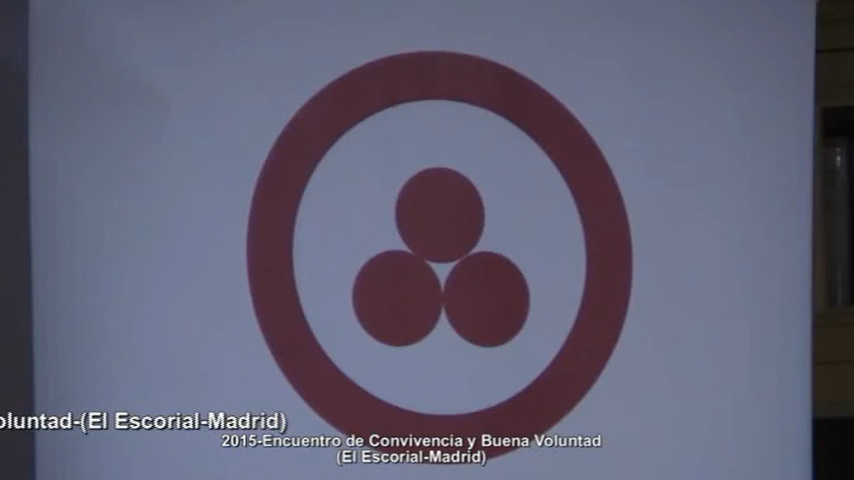 oluntad-(El Escorial-Madrid)
2015-Encuentro de Convivencia y Buena Voluntad
(El Escorial-Madrid)